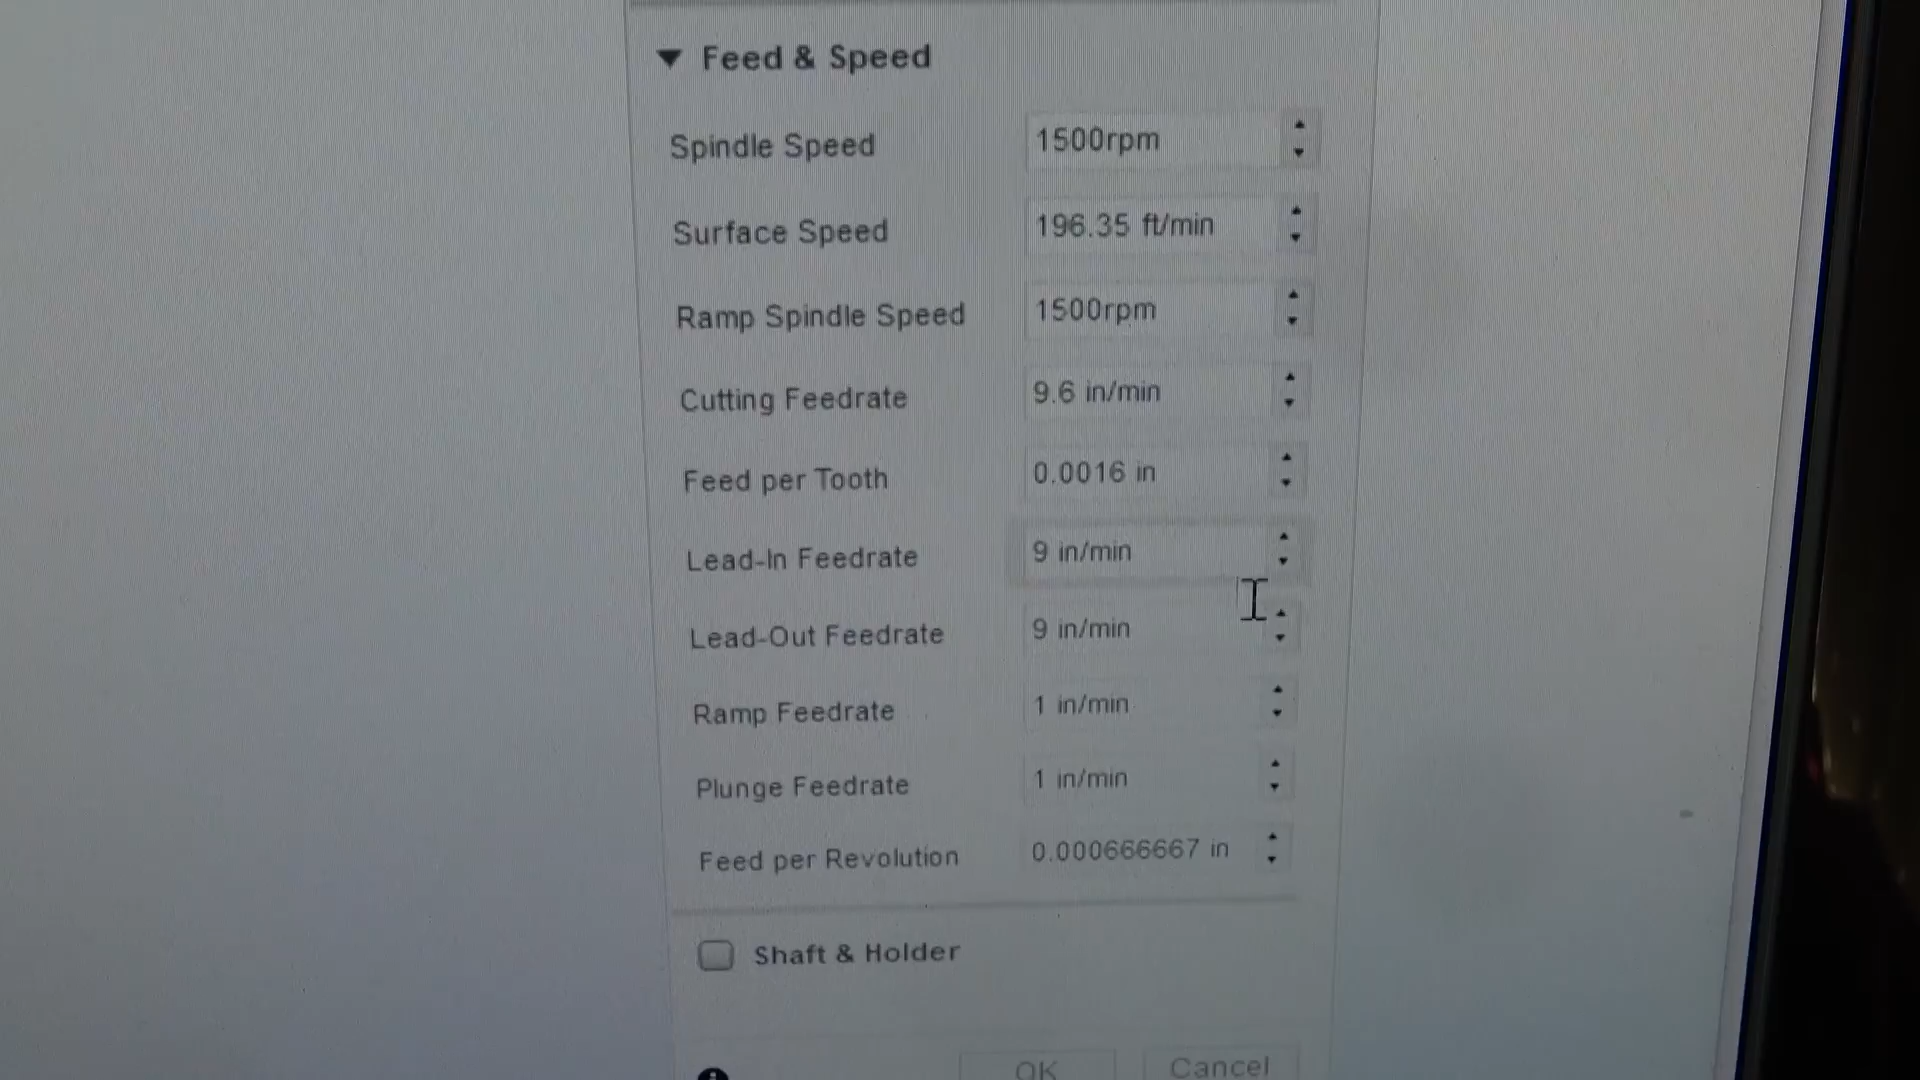 Feed & Speed
Spindle Speed 1500rpm
Surface Speed 196.35 ft/min
Ramp Spindle Speed 1500rpm
Cutting Feedrate 9.6 in/min
Feed per Tooth 0.0016 in
Lead-In Feedrate 9 in/min
Lead-Out Feedrate 9 in/min
Ramp Feedrate 1 in/min
Plunge Feedrate 1 in/min
Feed per Revolution 0.000666667 in
Shaft & Holder
OK Cancel